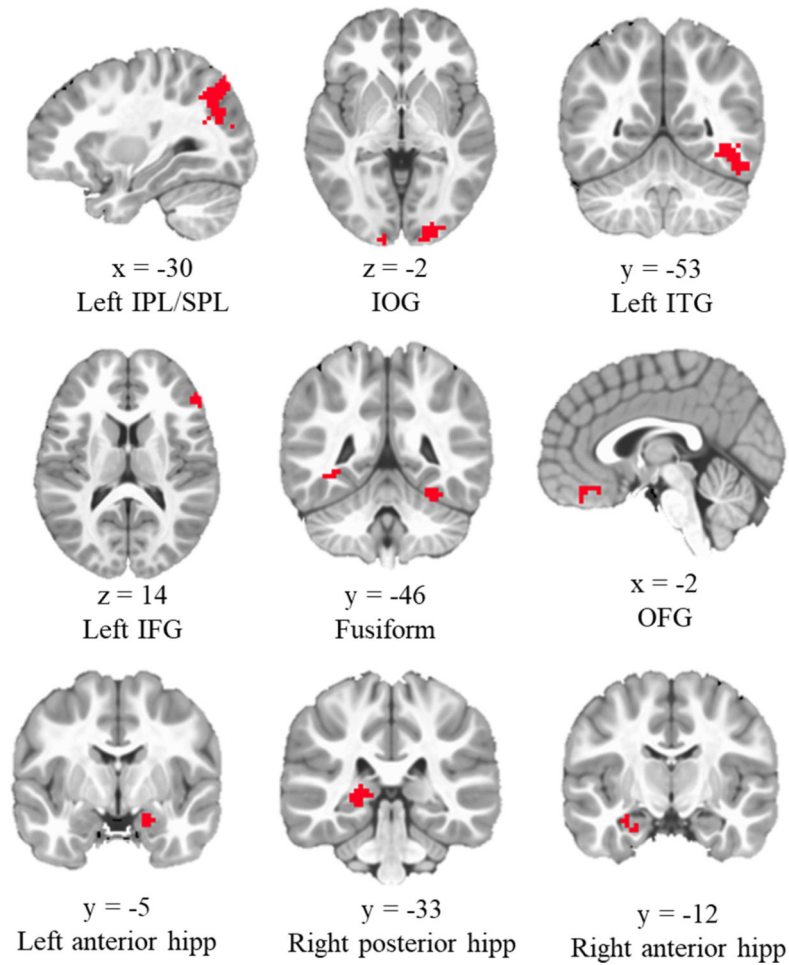 x = -30
Left IPL/SPL
z = -2
IOG
y = -53
Left ITG
z = 14
Left IFG
y = -46
Fusiform
x = -2
OFG
y = -5
Left anterior hipp
y = -33
Right posterior hipp
y = -12
Right anterior hipp